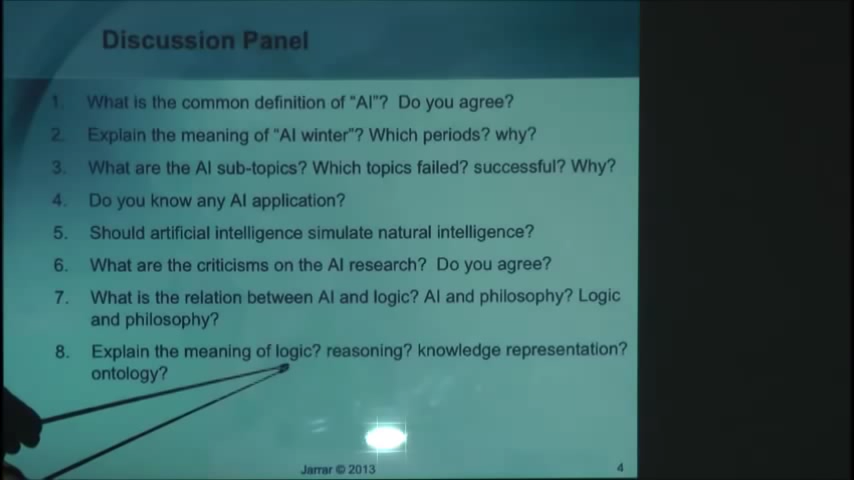 Discussion Panel
1. What is the common definition of "AI"? Do you agree?
2. Explain the meaning of "AI winter"? Which periods? why?
3. What are the AI sub-topics? Which topics failed? successful? Why?
4. Do you know any AI application?
5. Should artificial intelligence simulate natural intelligence?
6. What are the criticisms on the AI research? Do you agree?
7. What is the relation between AI and logic? AI and philosophy? Logic
and philosophy?
8. Explain the meaning of logic? reasoning? knowledge representation?
ontology?
Jarrar © 2013
4